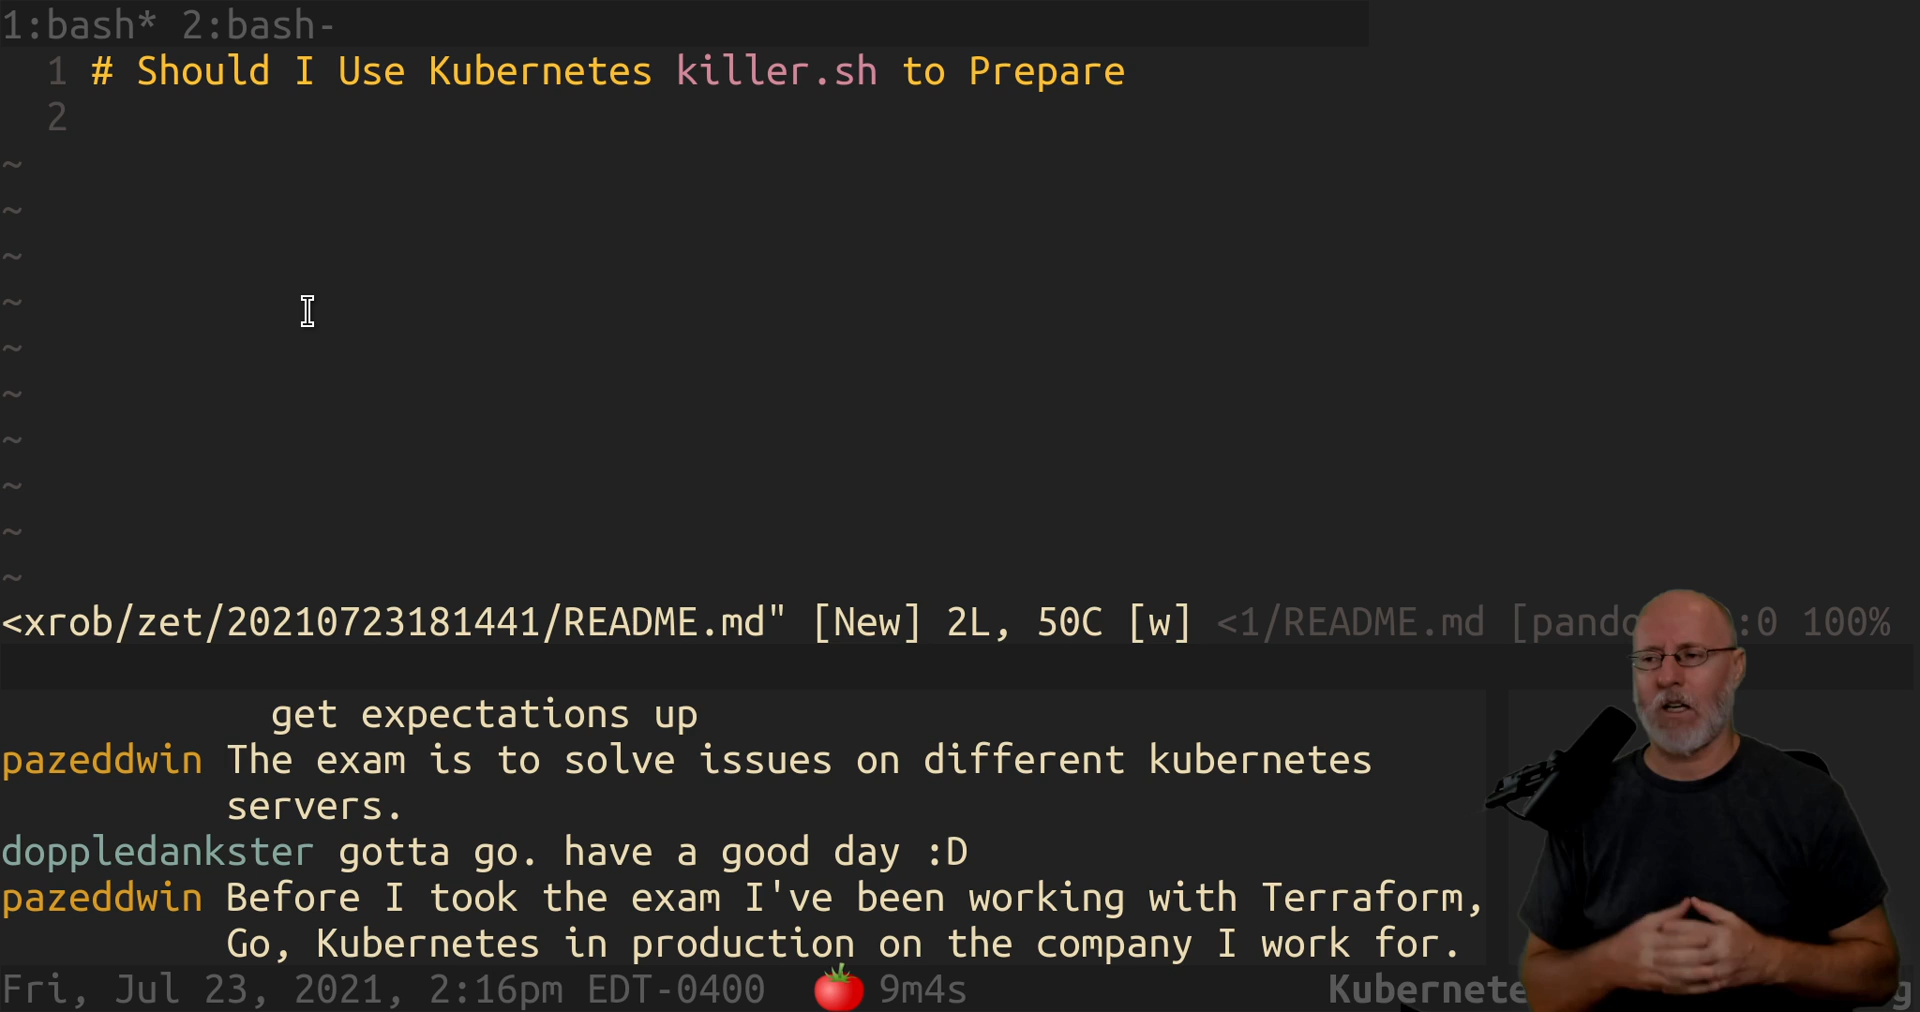 1:bash* 2:bash-
1 # Should I Use Kubernetes killer.sh to Prepare
2
~
~
~
~
~
~
~
~
~
~
<xrob/zet/20210723181441/README.md" [New] 2L, 50C [w] <1/README.md [pando :0 100%
get expectations up
pazeddwin The exam is to solve issues on different kubernetes
servers.
doppledankster gotta go. have a good day :D
pazeddwin Before I took the exam I've been working with Terraform,
Go, Kubernetes in production on the company I work for.
Fri, Jul 23, 2021, 2:16pm EDT-0400 🍅 9m4s Kubernete g